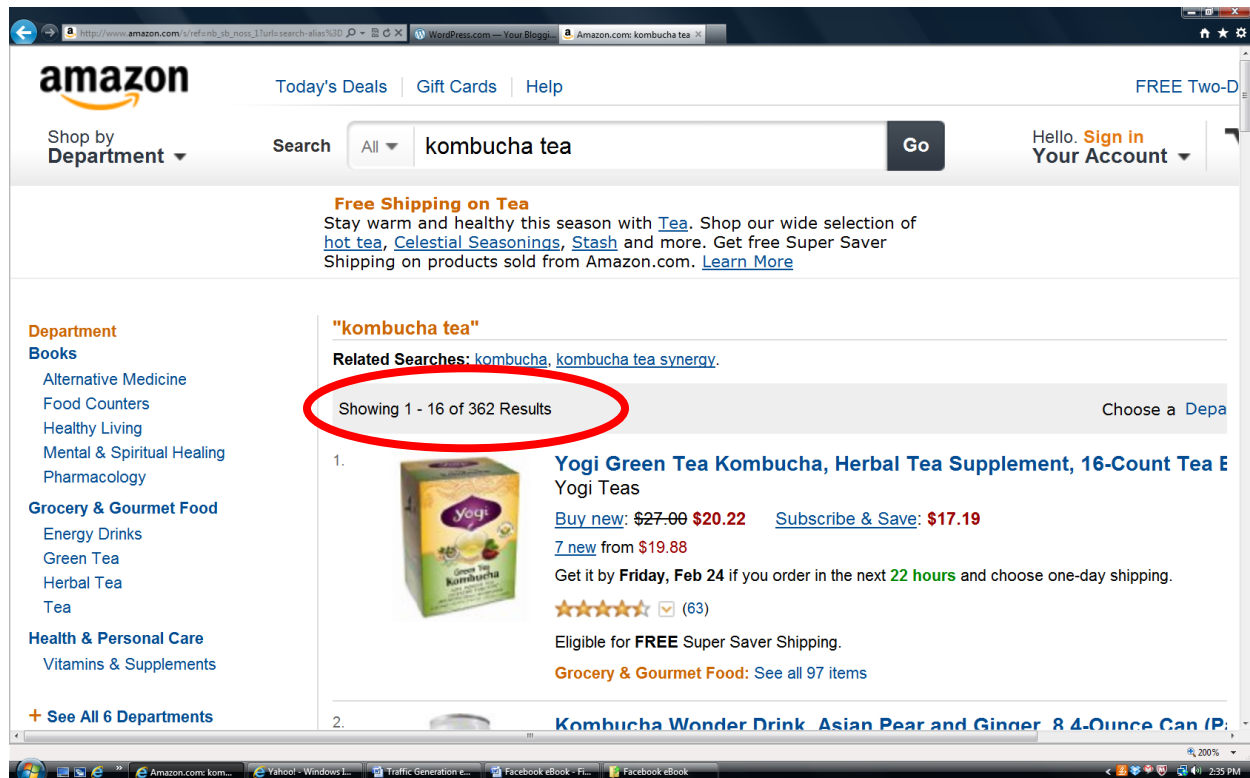 http://www.amazon.com/s/ref=nb_sb_noss_1?url=search-alias%3D
WordPress.com — Your Bloggi...
Amazon.com: kombucha tea
amazon
Today's Deals
Gift Cards
Help
FREE Two-D
Shop by
Department
Search
All
kombucha tea
Go
Hello. Sign in
Your Account
Free Shipping on Tea
Stay warm and healthy this season with Tea. Shop our wide selection of
hot tea, Celestial Seasonings, Stash and more. Get free Super Saver
Shipping on products sold from Amazon.com. Learn More
Department
Books
Alternative Medicine
Food Counters
Healthy Living
Mental & Spiritual Healing
Pharmacology
Grocery & Gourmet Food
Energy Drinks
Green Tea
Herbal Tea
Tea
Health & Personal Care
Vitamins & Supplements
+ See All 6 Departments
"kombucha tea"
Related Searches: kombucha, kombucha tea synergy.
Showing 1 - 16 of 362 Results
Choose a Depa
1.
yogi
Green Tea
Kombucha
Yogi Green Tea Kombucha, Herbal Tea Supplement, 16-Count Tea B
Yogi Teas
Buy new: $27.00 $20.22 Subscribe & Save: $17.19
7 new from $19.88
Get it by Friday, Feb 24 if you order in the next 22 hours and choose one-day shipping.
(63)
Eligible for FREE Super Saver Shipping.
Grocery & Gourmet Food: See all 97 items
2.
Kombucha Wonder Drink, Asian Pear and Ginger, 8.4-Ounce Can (Pa
200%
Amazon.com: kom...
Yahoo! - Windows I...
Traffic Generation e...
Facebook eBook - Fi...
Facebook eBook
2:35 PM